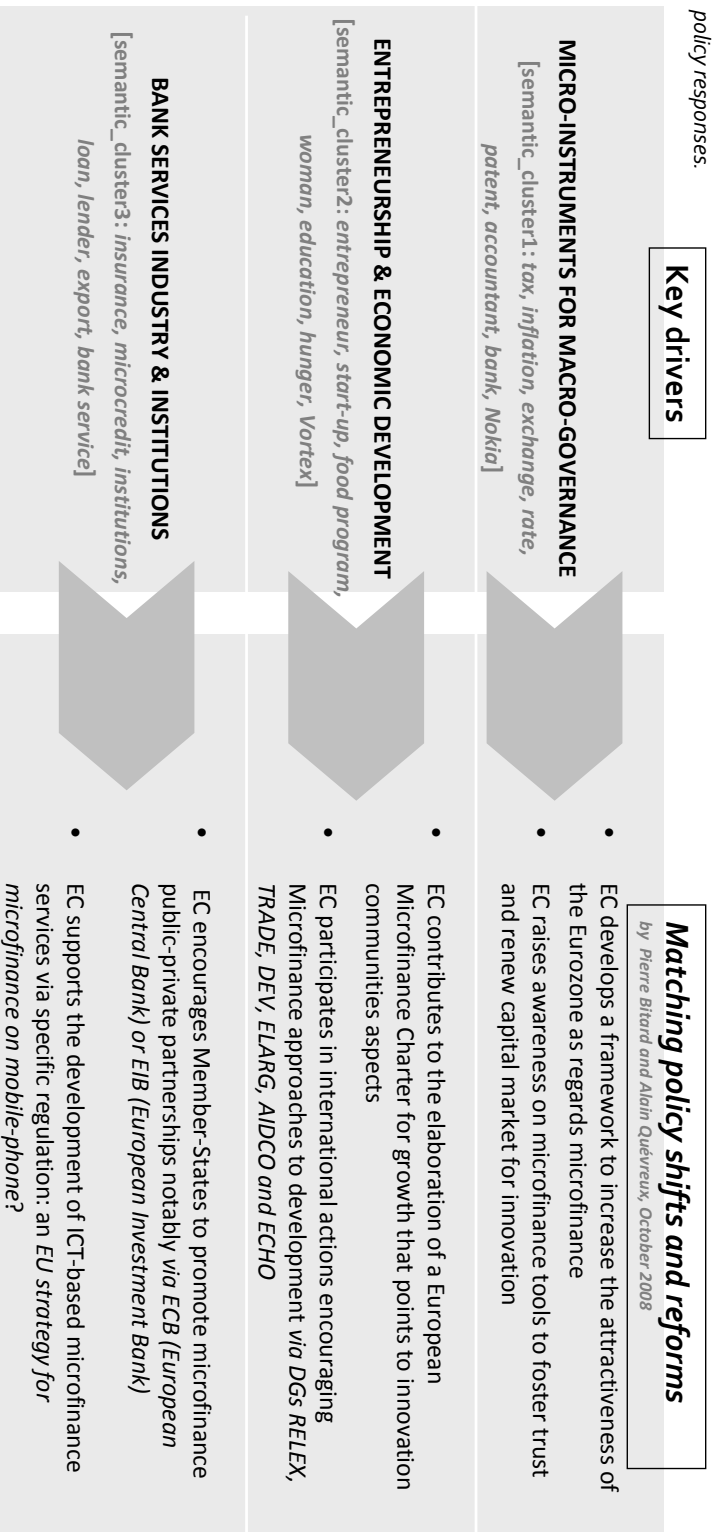 policy responses.
Key drivers
Matching policy shifts and reforms
by Pierre Bitard and Alain Quévreux, October 2008
MICRO-INSTRUMENTS FOR MACRO-GOVERNANCE
[semantic_cluster1: tax, inflation, exchange, rate,
patent, accountant, bank, Nokia]
• EC develops a framework to increase the attractiveness of
the Eurozone as regards microfinance
• EC raises awareness on microfinance tools to foster trust
and renew capital market for innovation
ENTREPRENEURSHIP & ECONOMIC DEVELOPMENT
[semantic_cluster2: entrepreneur, start-up, food program,
woman, education, hunger, Vortex]
• EC contributes to the elaboration of a European
Microfinance Charter for growth that points to innovation
communities aspects
• EC participates in international actions encouraging
Microfinance approaches to development via DGs RELEX,
TRADE, DEV, ELARG, AIDCO and ECHO
BANK SERVICES INDUSTRY & INSTITUTIONS
[semantic_cluster3: insurance, microcredit, institutions,
loan, lender, export, bank service]
• EC encourages Member-States to promote microfinance
public-private partnerships notably via ECB (European
Central Bank) or EIB (European Investment Bank)
• EC supports the development of ICT-based microfinance
services via specific regulation: an EU strategy for
microfinance on mobile-phone?